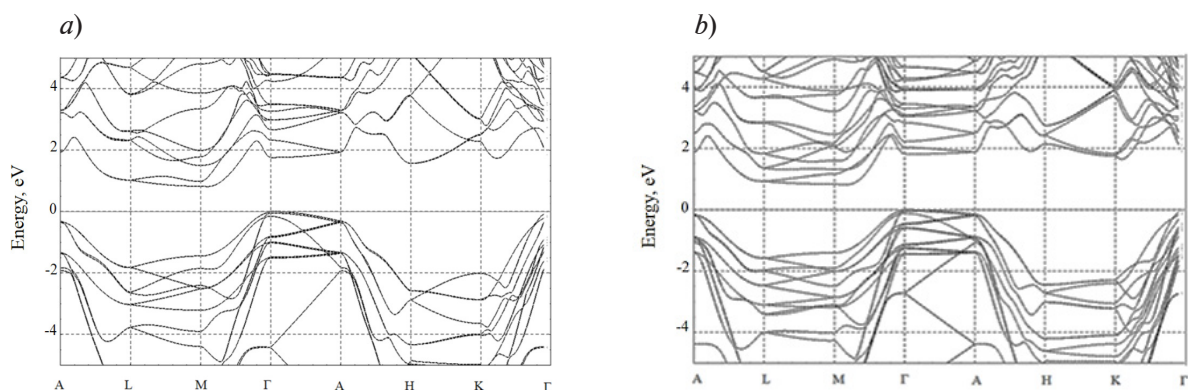 a) b)
4 4
2 2
0 0
-2 -2
-4 -4
Energy, eV Energy, eV
A L M Γ A H K Γ A L M Γ A H K Γ